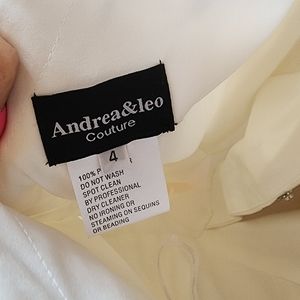 Andrea&leo
Couture
4
100% P
DO NOT WASH
SPOT CLEAN
BY PROFESSIONAL
DRY CLEANER
NO IRONING OR
STEAMING ON SEQUINS
OR BEADING